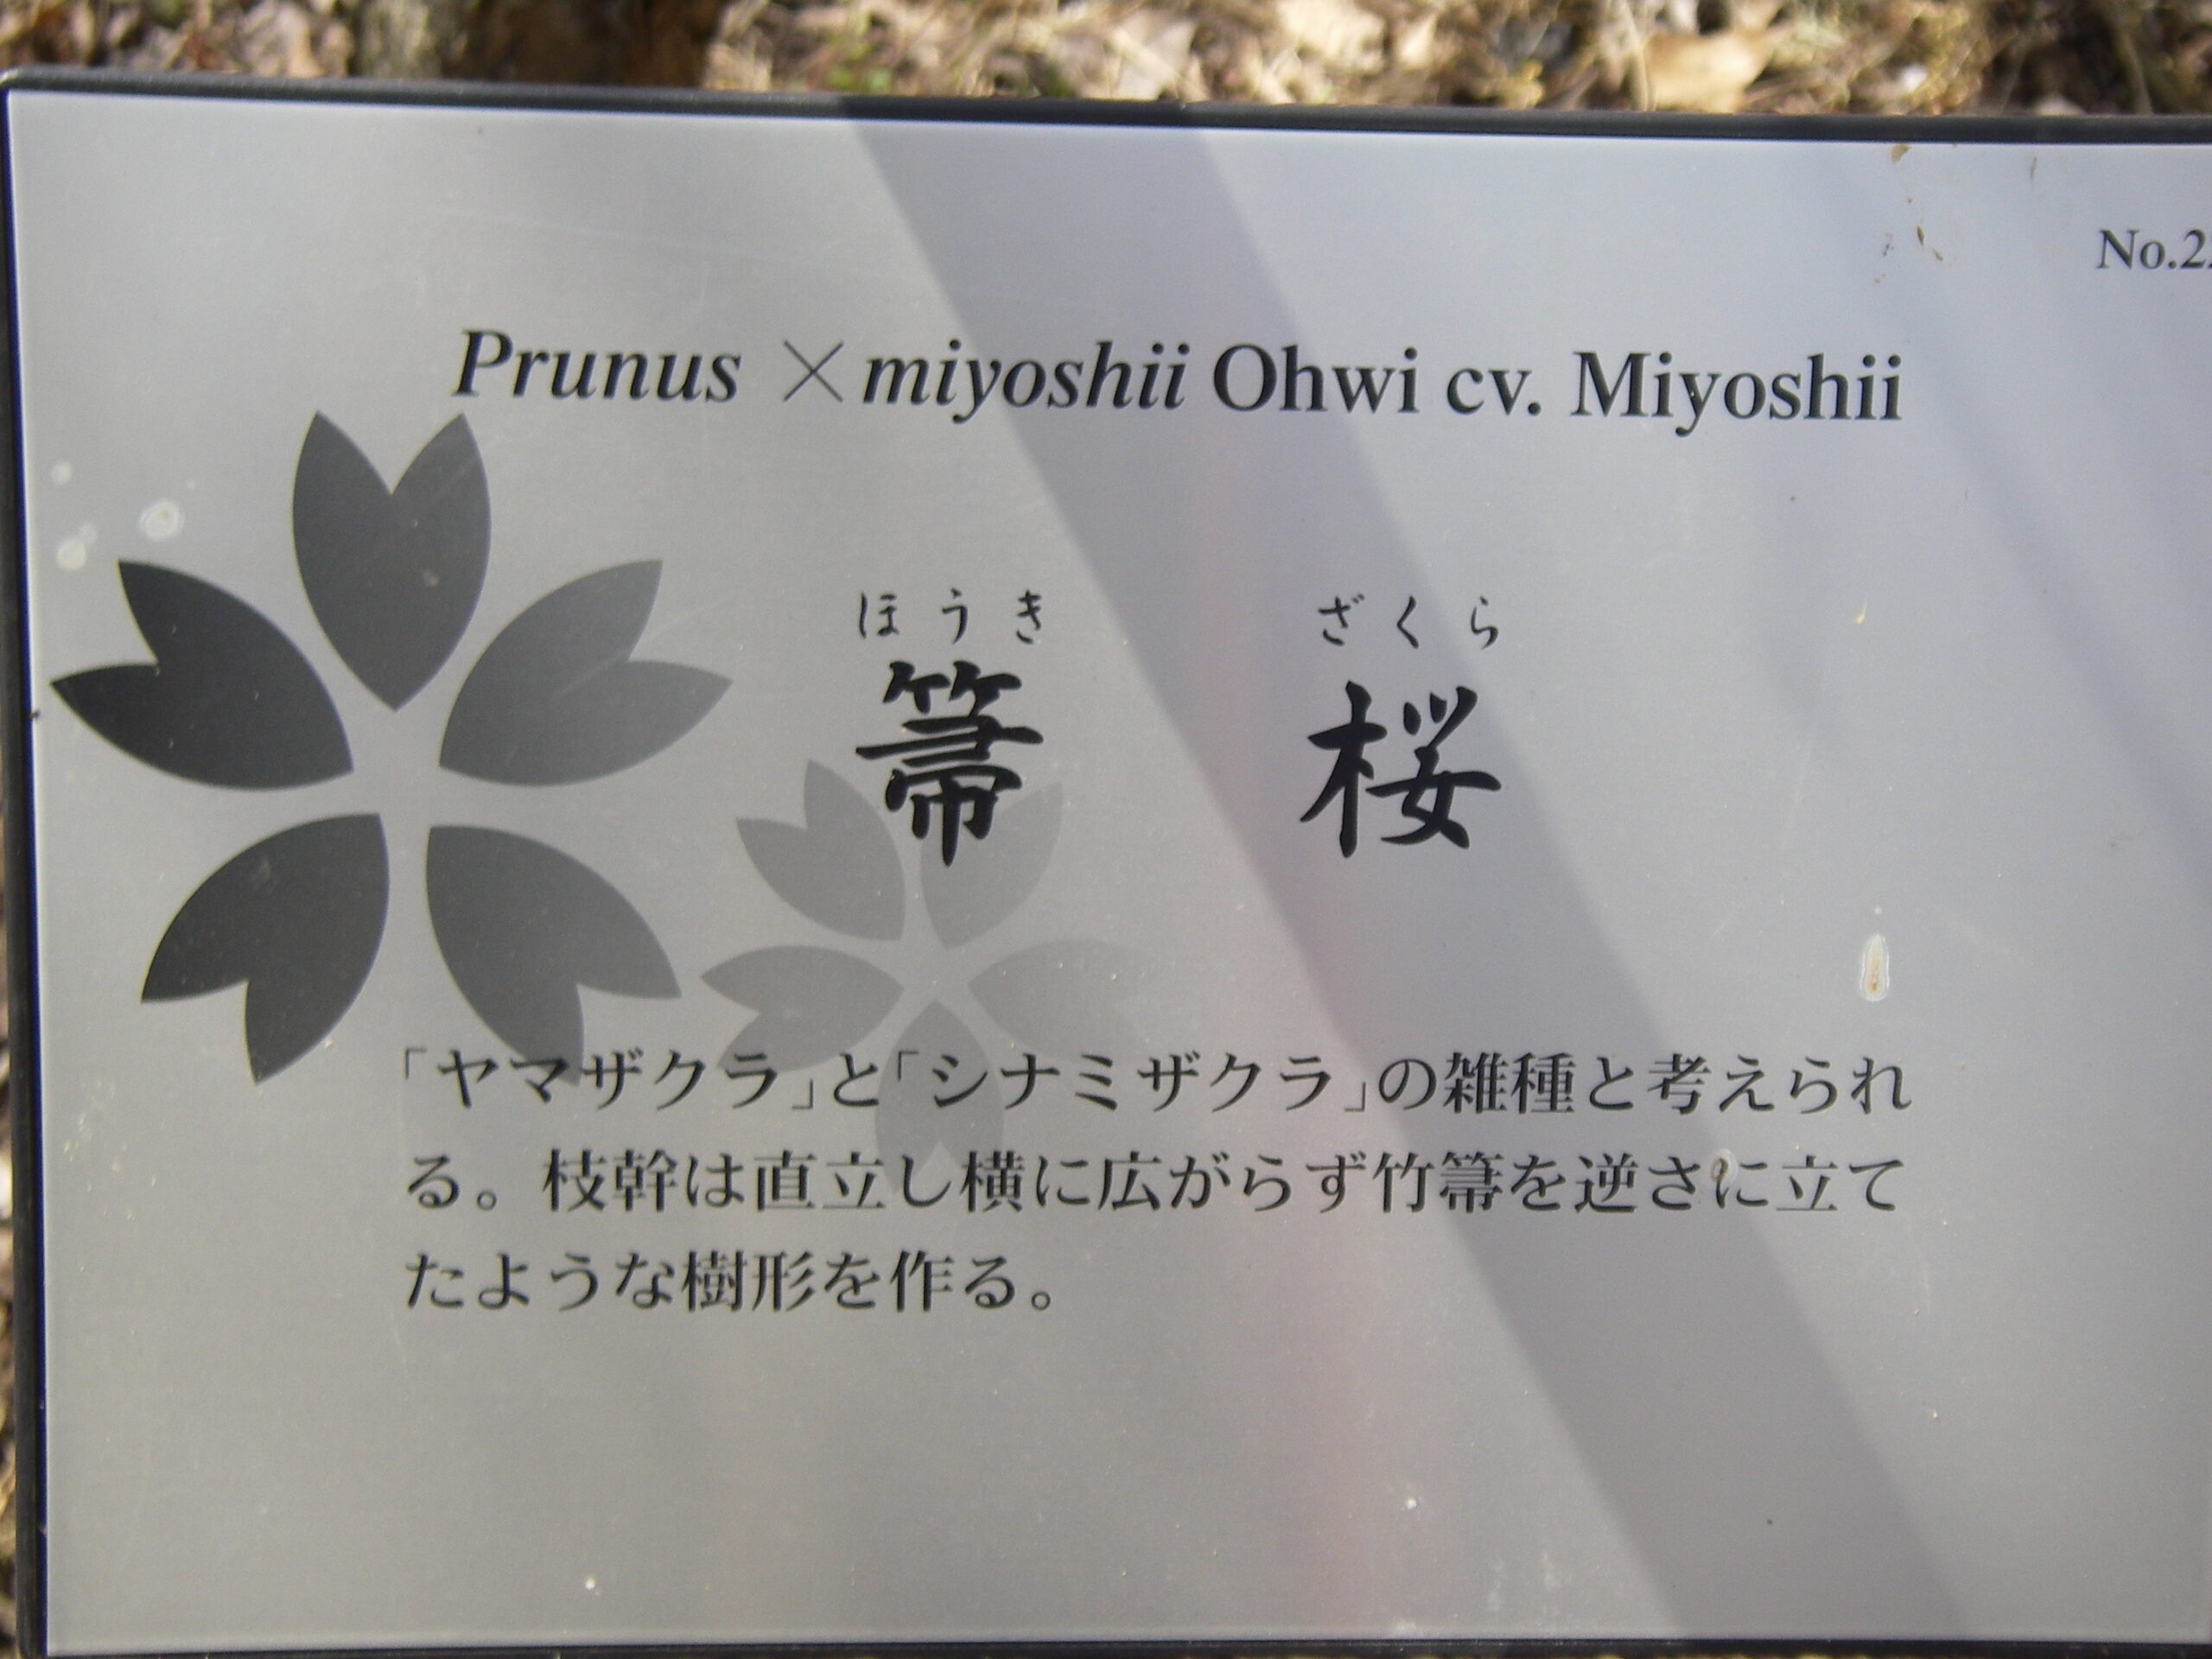 No.2
Prunus ×miyoshii Ohwi cv. Miyoshii
ほうき ざくら
箒 桜
「ヤマザクラ」と「シナミザクラ」の雑種と考えられ
る。枝幹は直立し横に広がらず竹箒を逆さに立て
たような樹形を作る。